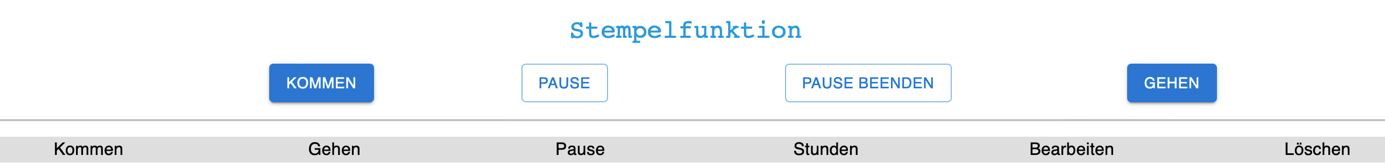 Stempelfunktion
KOMMEN PAUSE PAUSE BEENDEN GEHEN
Kommen Gehen Pause Stunden Bearbeiten Löschen